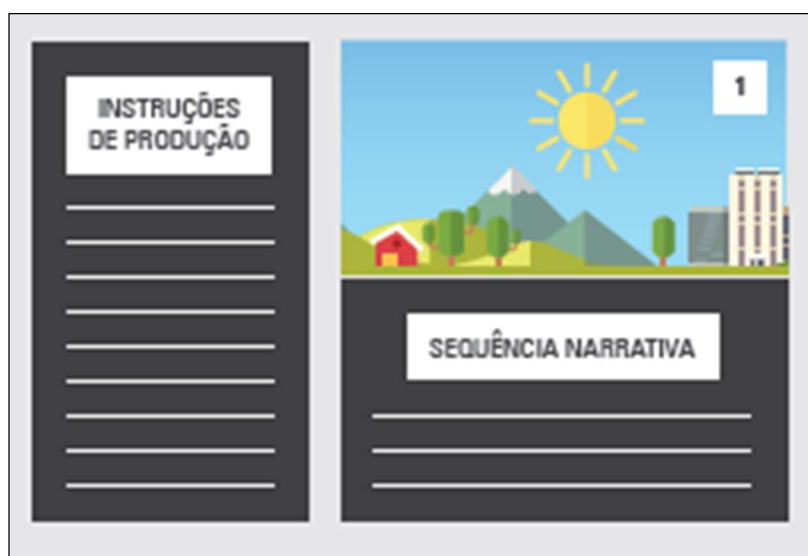 INSTRUÇÕES
DE PRODUÇÃO
1
SEQUÊNCIA NARRATIVA